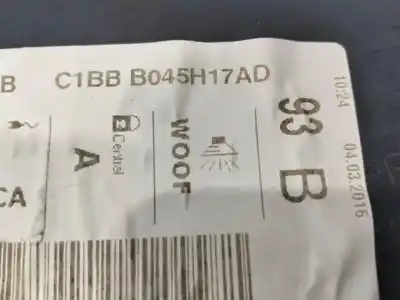 B C1BB B045H17AD
CA
A
Central
WOOF
93 B
10:24 04.03.2016